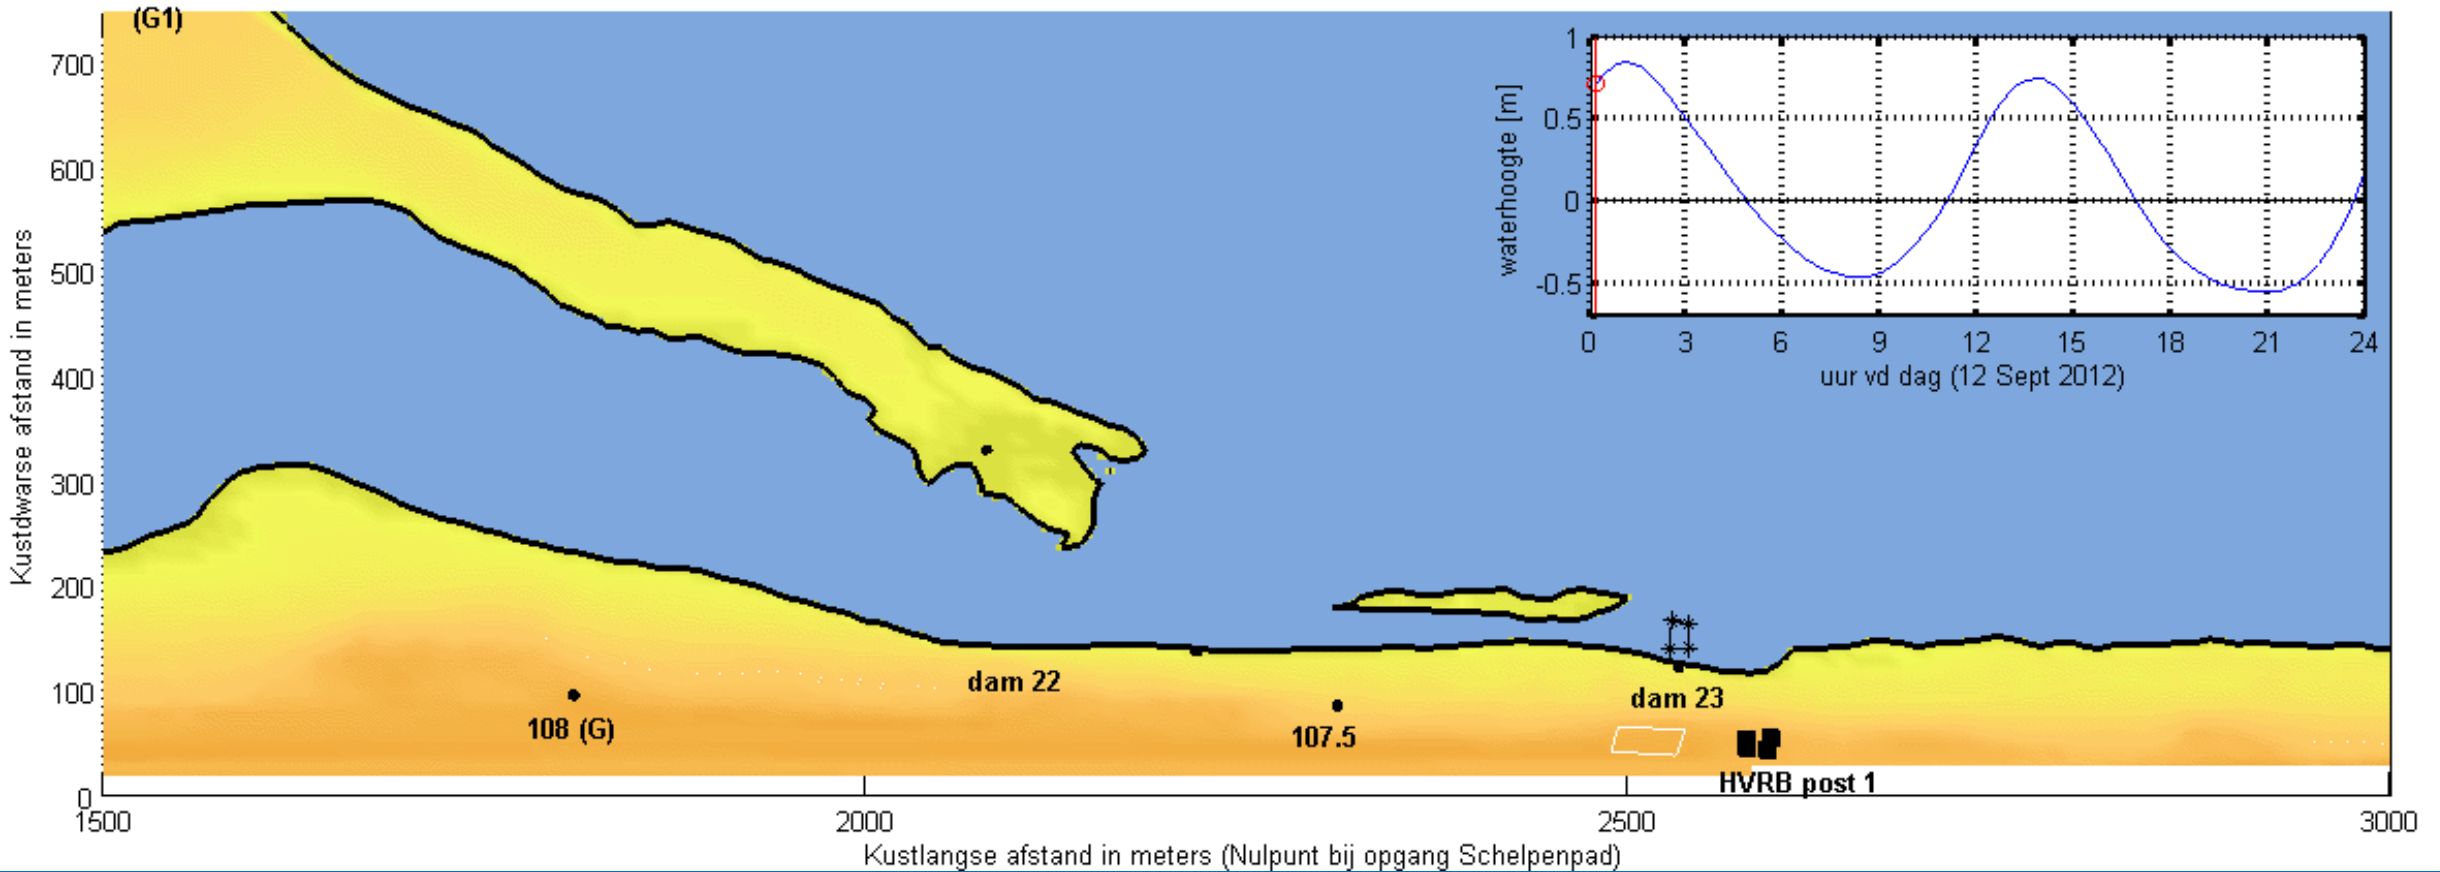 (G1)
700
600
500
400
300
200
100
0
Kustdwarse afstand in meters
1500
2000
2500
3000
Kustlangse afstand in meters (Nulpunt bij opgang Schelpenpad)
108 (G)
dam 22
107.5
dam 23
HVRB post 1
1
0.5
0
-0.5
waterhoogte [m]
0
3
6
9
12
15
18
21
24
uur vd dag (12 Sept 2012)